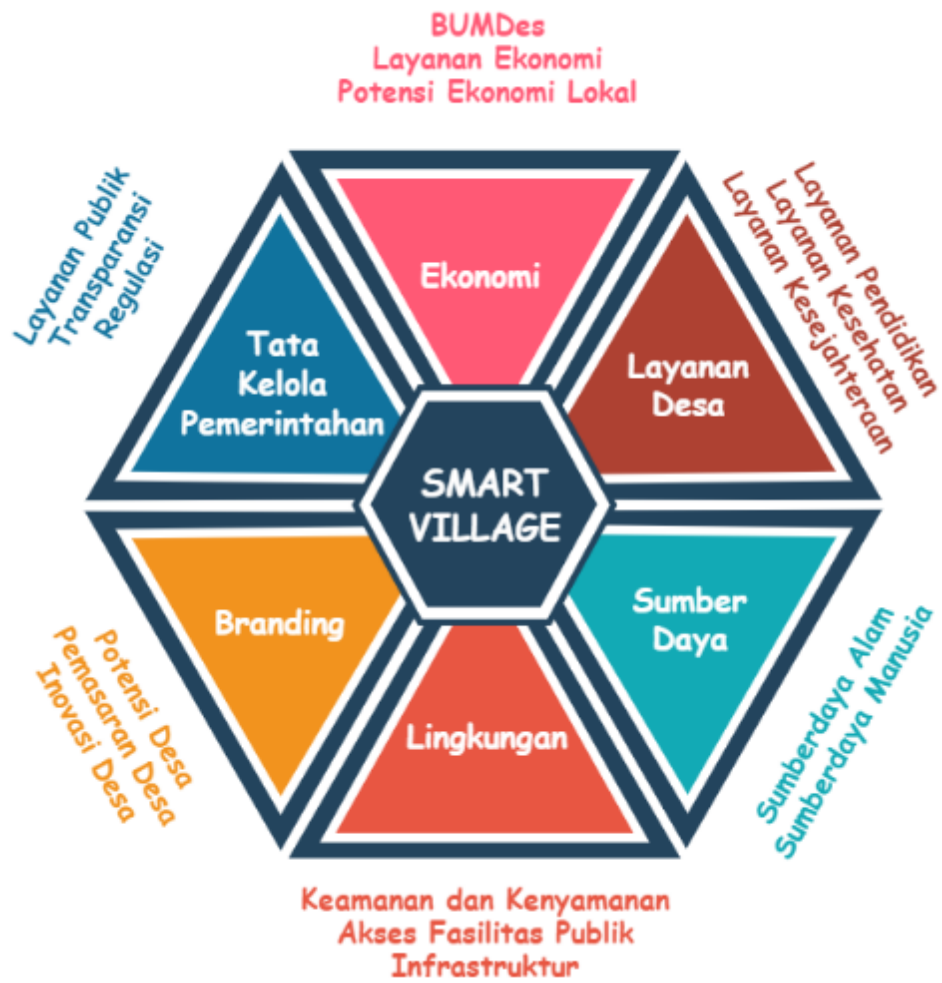 BUMDes
Layanan Ekonomi
Potensi Ekonomi Lokal
Layanan Publik
Transparansi
Regulasi
Ekonomi
Layanan Pendidikan
Layanan Kesehatan
Layanan Kesejahteraan
Tata
Kelola
Pemerintahan
Layanan
Desa
SMART
VILLAGE
Branding
Sumber
Daya
Potensi Desa
Pemasaran Desa
Inovasi Desa
Lingkungan
Sumberdaya Alam
Sumberdaya Manusia
Keamanan dan Kenyamanan
Akses Fasilitas Publik
Infrastruktur